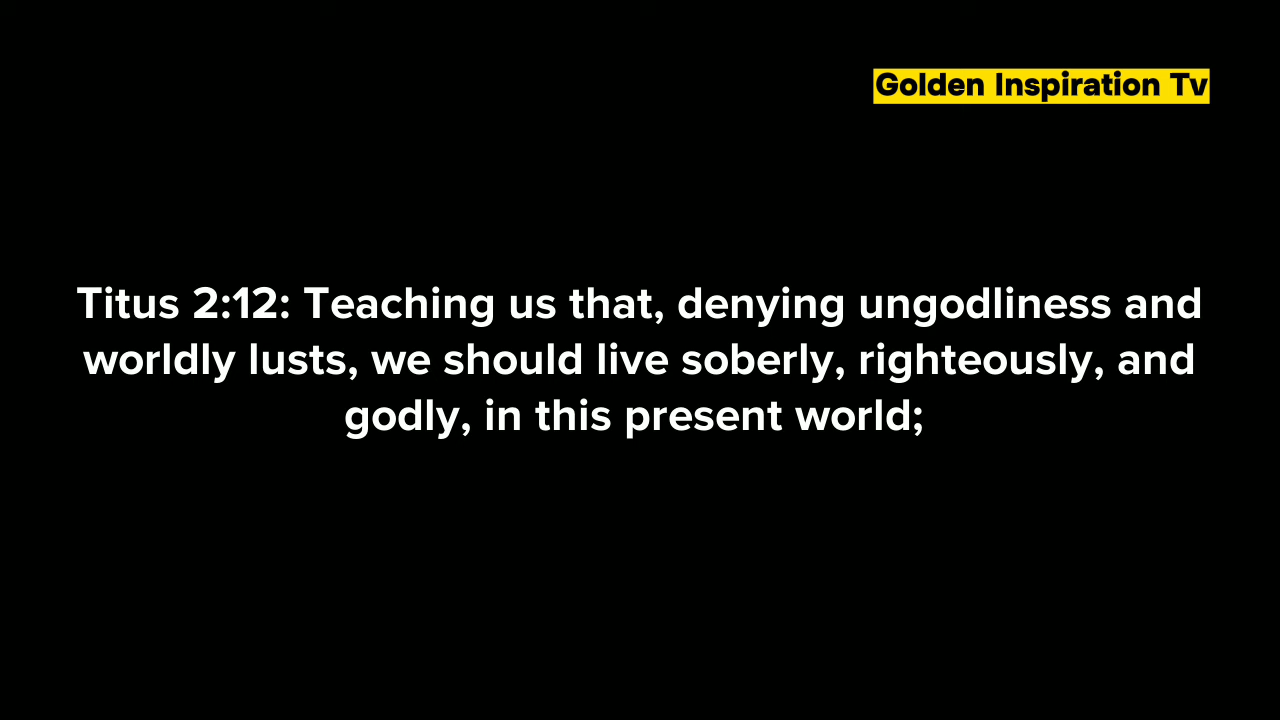 Golden Inspiration Tv
Titus 2:12: Teaching us that, denying ungodliness and
worldly lusts, we should live soberly, righteously, and
godly, in this present world;